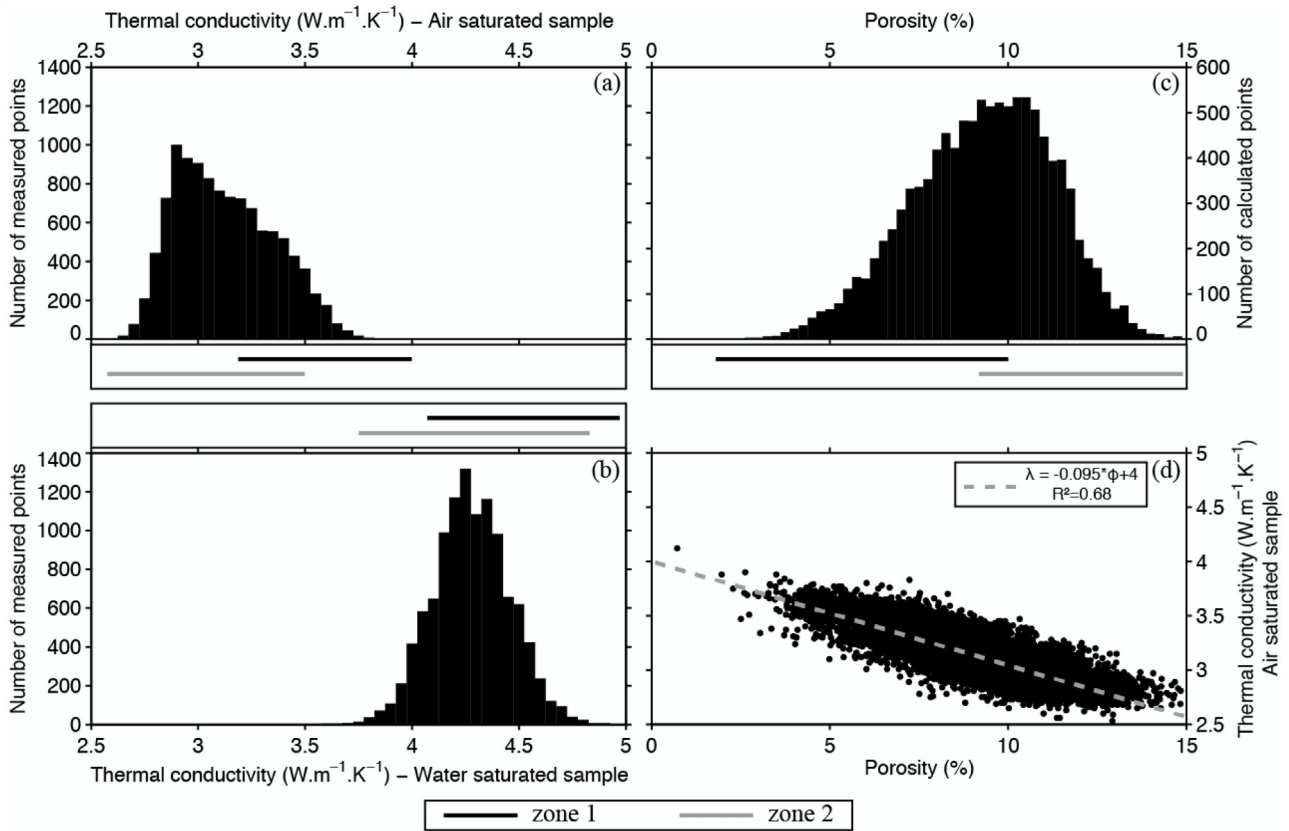 Thermal conductivity (W.m⁻¹.K⁻¹) – Air saturated sample
2.5 3 3.5 4 4.5 5
1400
1200
1000
800
600
400
200
0
Number of measured points
(a)
Porosity (%)
0 5 10 15
600
500
400
300
200
100
0
Number of calculated points
(c)
1400
1200
1000
800
600
400
200
0
Number of measured points
(b)
2.5 3 3.5 4 4.5 5
Thermal conductivity (W.m⁻¹.K⁻¹) – Water saturated sample
(d)
λ = -0.095*ϕ+4
R²=0.68
5
4.5
4
3.5
3
2.5
Thermal conductivity (W.m⁻¹.K⁻¹)
Air saturated sample
0 5 10 15
Porosity (%)
zone 1 zone 2